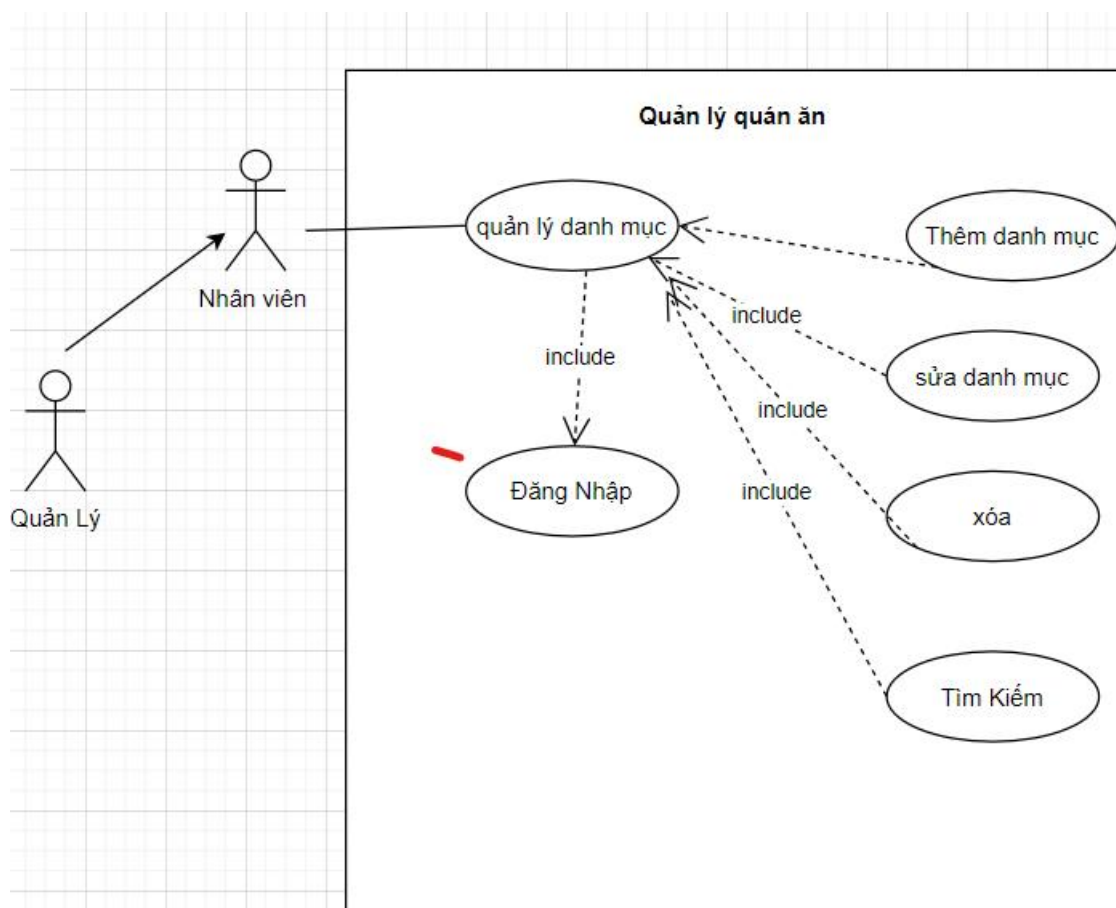 Quản lý quán ăn
quản lý danh mục
Thêm danh mục
Nhân viên
include
sửa danh mục
include
include
Đăng Nhập
include
xóa
Quản Lý
Tìm Kiếm